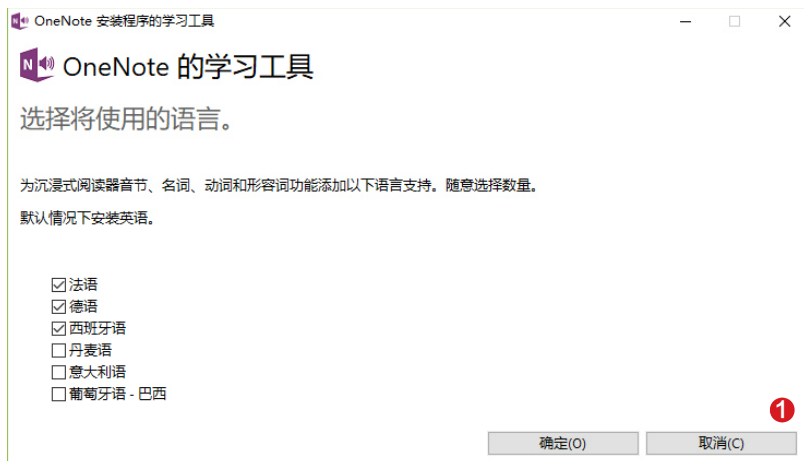 OneNote 安装程序的学习工具
N OneNote 的学习工具
选择将使用的语言。
为沉浸式阅读器音节、名词、动词和形容词功能添加以下语言支持。随意选择数量。
默认情况下安装英语。
法语
德语
西班牙语
丹麦语
意大利语
葡萄牙语 - 巴西
1
确定(O) 取消(C)